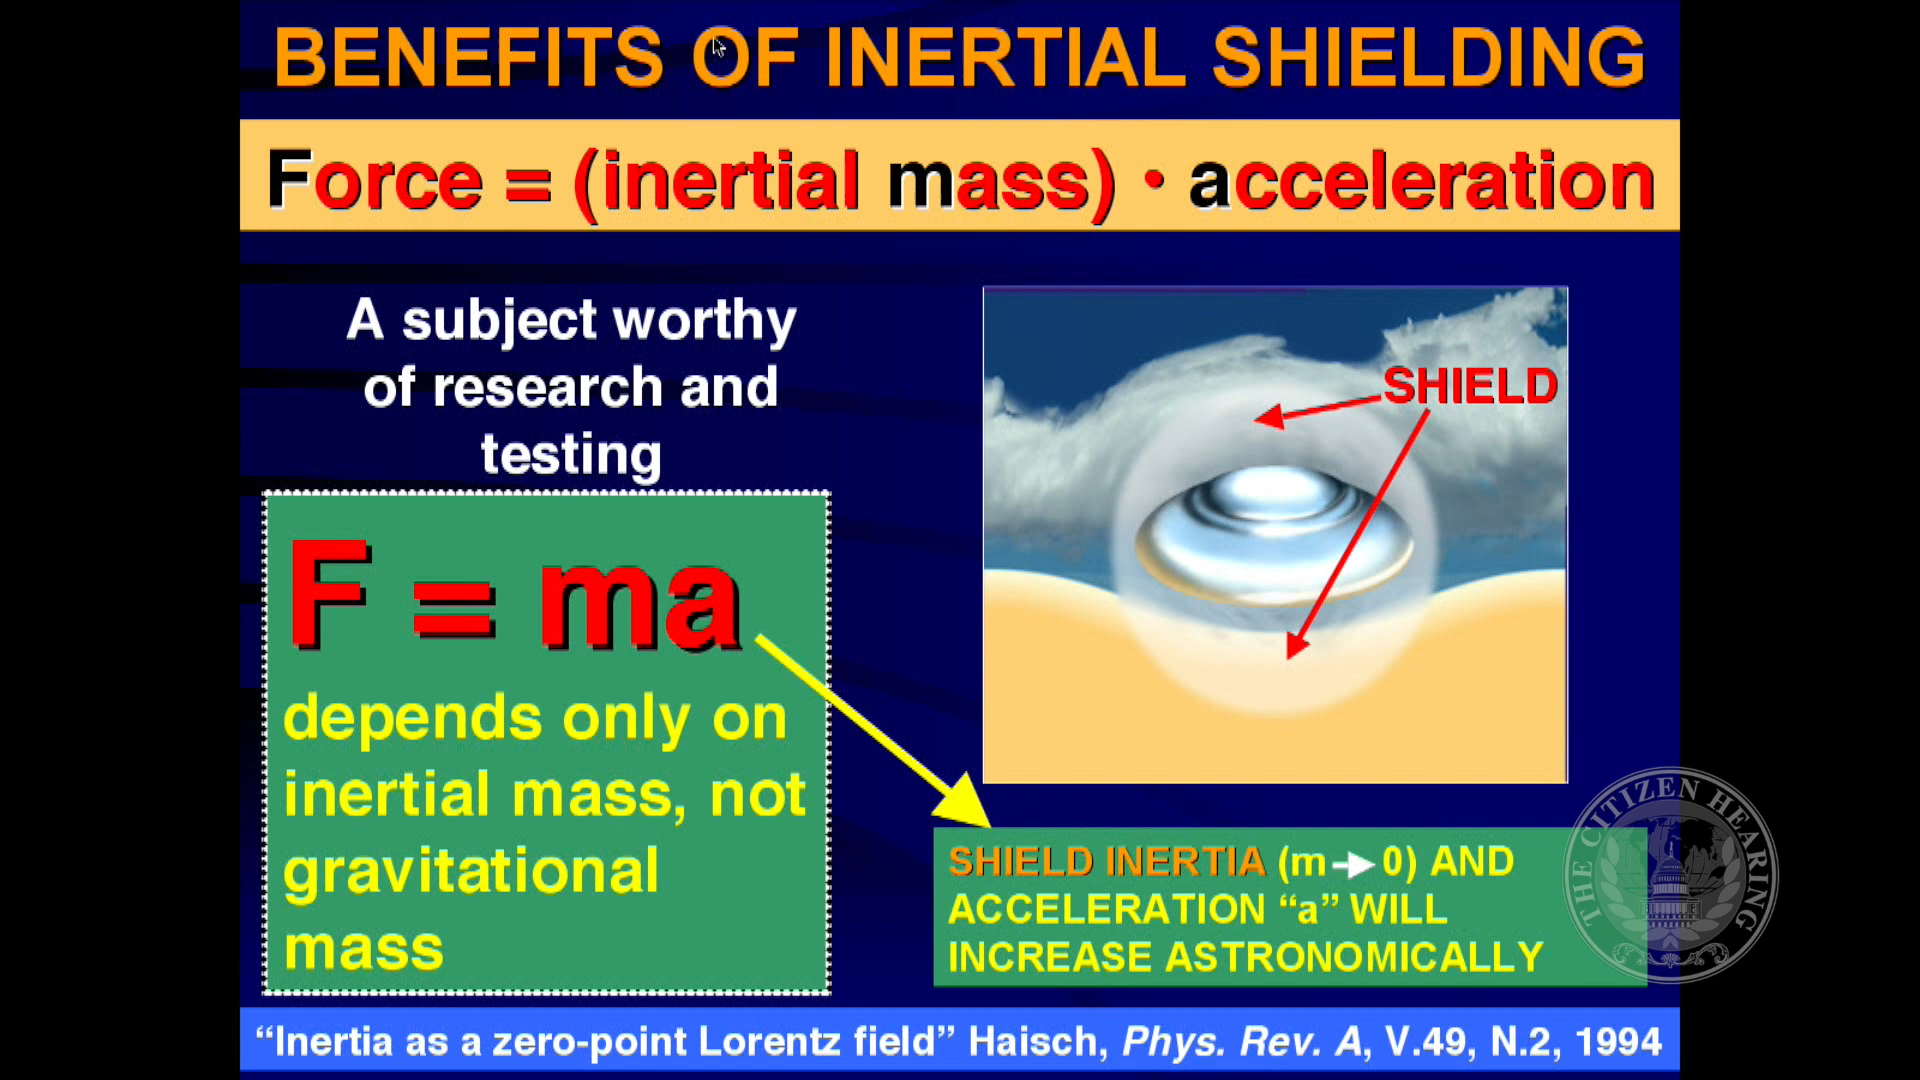 BENEFITS OF INERTIAL SHIELDING
Force = (inertial mass) • acceleration
A subject worthy
of research and
testing
SHIELD
F = ma
depends only on
inertial mass, not
gravitational
mass
SHIELD INERTIA (m→0) AND
ACCELERATION “a” WILL
INCREASE ASTRONOMICALLY
THE CITIZEN HEARING
“Inertia as a zero-point Lorentz field” Haisch, Phys. Rev. A, V.49, N.2, 1994